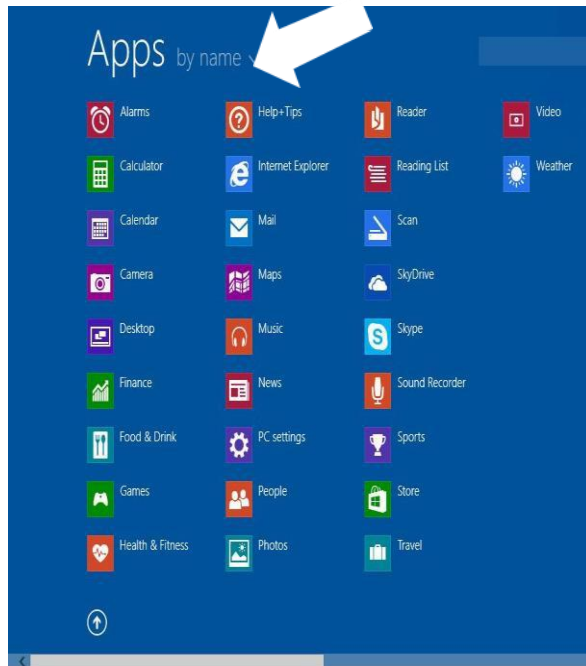 Apps by name
Alarms
Calculator
Calendar
Camera
Desktop
Finance
Food & Drink
Games
Health & Fitness
Help+Tips
Internet Explorer
Mail
Maps
Music
News
PC settings
People
Photos
Reader
Reading List
Scan
SkyDrive
Skype
Sound Recorder
Sports
Store
Travel
Video
Weather